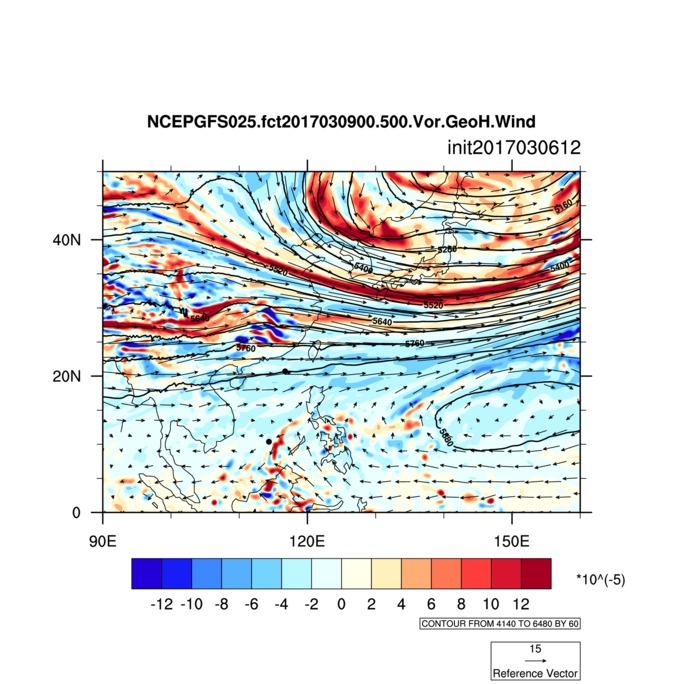 NCEPGFS025.fct2017030900.500.Vor.GeoH.Wind
init2017030612
40N
20N
0
90E 120E 150E
5160
5280
5400
5400
5520
5520
5640
5640
5760
5760
5880
-12 -10 -8 -6 -4 -2 0 2 4 6 8 10 12
*10^(-5)
CONTOUR FROM 4140 TO 6480 BY 60
15
Reference Vector